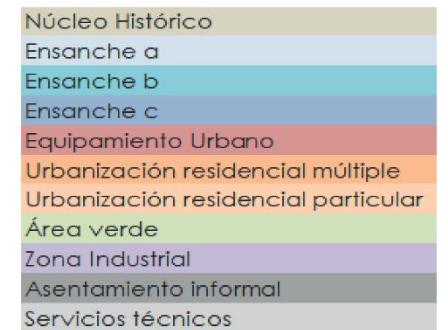 Núcleo Histórico
Ensanche a
Ensanche b
Ensanche c
Equipamiento Urbano
Urbanización residencial múltiple
Urbanización residencial particular
Área verde
Zona Industrial
Asentamiento informal
Servicios técnicos